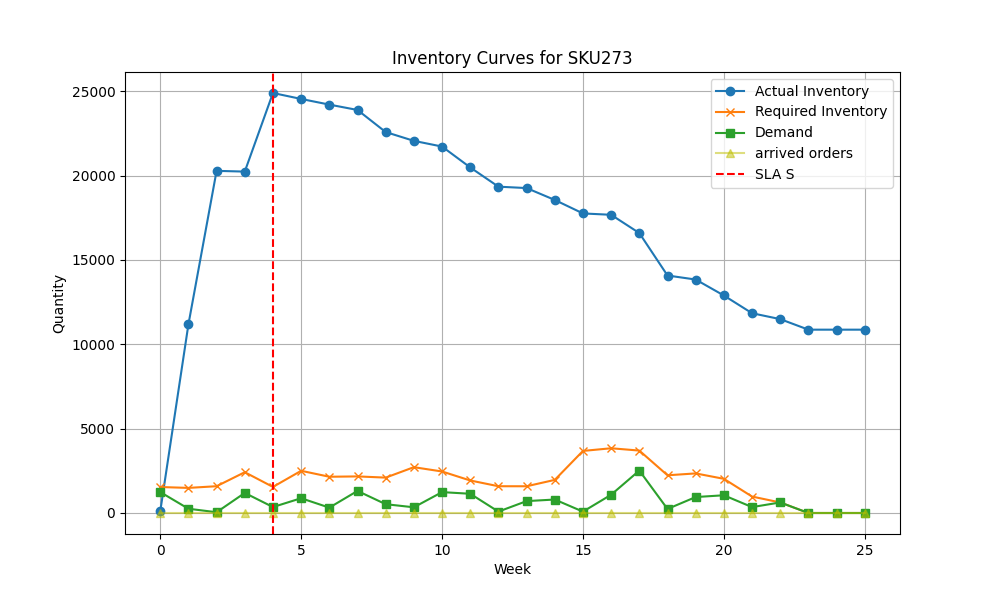 Inventory Curves for SKU273
Actual Inventory
Required Inventory
Demand
arrived orders
SLA S
Quantity
25000
20000
15000
10000
5000
0
0 5 10 15 20 25
Week